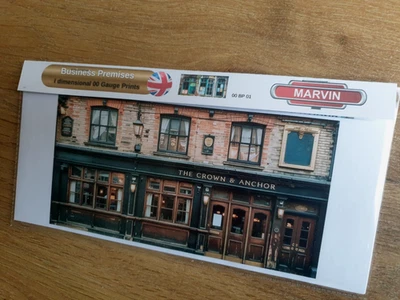 Business Premises
1 dimensional 00 Gauge Prints
00 BP 01
MARVIN
THE CROWN & ANCHOR